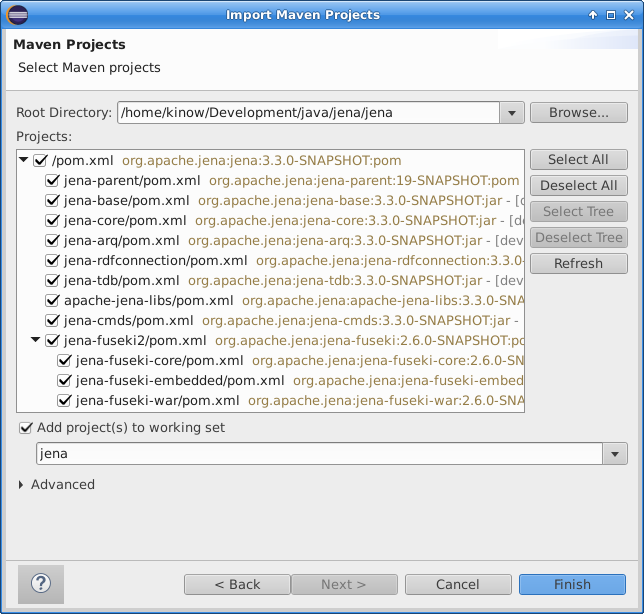 Import Maven Projects
Maven Projects
Select Maven projects
Root Directory: /home/kinow/Development/java/jena/jena Browse...
Projects:
/pom.xml org.apache.jena:jena:3.3.0-SNAPSHOT:pom
jena-parent/pom.xml org.apache.jena:jena-parent:19-SNAPSHOT:pom
jena-base/pom.xml org.apache.jena:jena-base:3.3.0-SNAPSHOT:jar - [d
jena-core/pom.xml org.apache.jena:jena-core:3.3.0-SNAPSHOT:jar - [de
jena-arq/pom.xml org.apache.jena:jena-arq:3.3.0-SNAPSHOT:jar - [dev
jena-rdfconnection/pom.xml org.apache.jena:jena-rdfconnection:3.3.0-
jena-tdb/pom.xml org.apache.jena:jena-tdb:3.3.0-SNAPSHOT:jar - [dev
apache-jena-libs/pom.xml org.apache.jena:apache-jena-libs:3.3.0-SNA
jena-cmds/pom.xml org.apache.jena:jena-cmds:3.3.0-SNAPSHOT:jar -
jena-fuseki2/pom.xml org.apache.jena:jena-fuseki:2.6.0-SNAPSHOT:po
jena-fuseki-core/pom.xml org.apache.jena:jena-fuseki-core:2.6.0-SN
jena-fuseki-embedded/pom.xml org.apache.jena:jena-fuseki-embed
jena-fuseki-war/pom.xml org.apache.jena:jena-fuseki-war:2.6.0-SNA
Select All
Deselect All
Select Tree
Deselect Tree
Refresh
Add project(s) to working set
jena
Advanced
? < Back Next > Cancel Finish